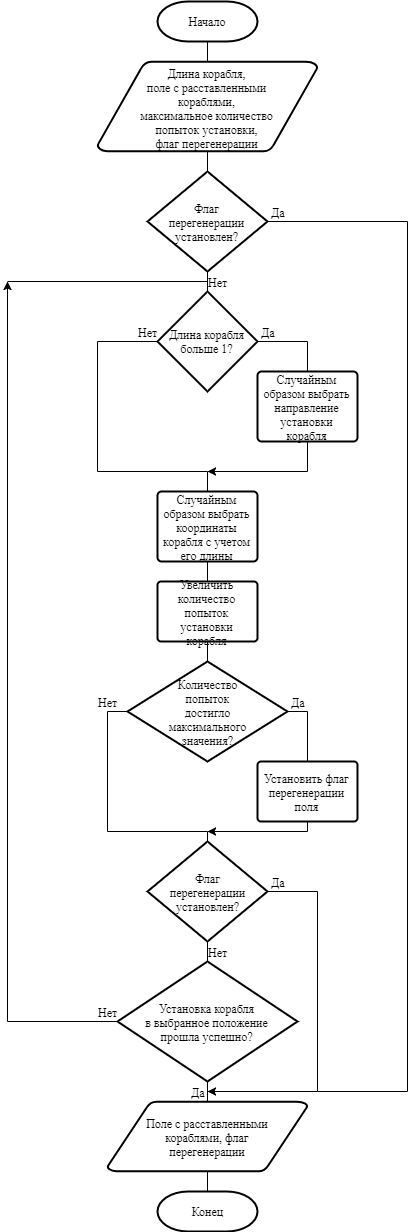 Начало
Длина корабля,
поле с расставленными
кораблями,
максимальное количество
попыток установки,
флаг перегенерации
Флаг
перегенерации
установлен?
Да
Нет
Длина корабля
больше 1?
Нет
Да
Случайным
образом выбрать
направление
установки
корабля
Случайным
образом выбрать
координаты
корабля с учетом
его длины
Увеличить
количество
попыток
установки
корабля
Количество
попыток
достигло
максимального
значения?
Нет
Да
Установить флаг
перегенерации
поля
Флаг
перегенерации
установлен?
Да
Нет
Установка корабля
в выбранное положение
прошла успешно?
Нет
Да
Поле с расставленными
кораблями, флаг
перегенерации
Конец